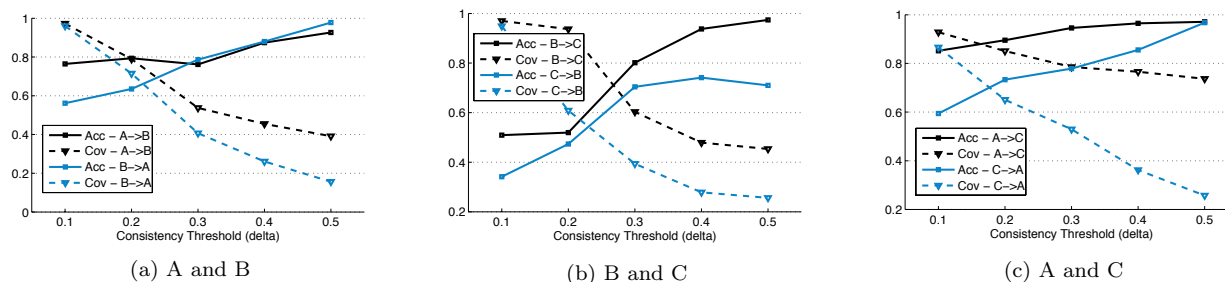 1
0.8
0.6
0.4
0.2
0
Acc – A–>B
Cov – A–>B
Acc – B–>A
Cov – B–>A
0.1 0.2 0.3 0.4 0.5
Consistency Threshold (delta)
(a) A and B
1
0.8
0.6
0.4
0.2
Acc – B–>C
Cov – B–>C
Acc – C–>B
Cov – C–>B
0.1 0.2 0.3 0.4 0.5
Consistency Threshold (delta)
(b) B and C
1
0.8
0.6
0.4
0.2
Acc – A–>C
Cov – A–>C
Acc – C–>A
Cov – C–>A
0.1 0.2 0.3 0.4 0.5
Consistency Threshold (delta)
(c) A and C